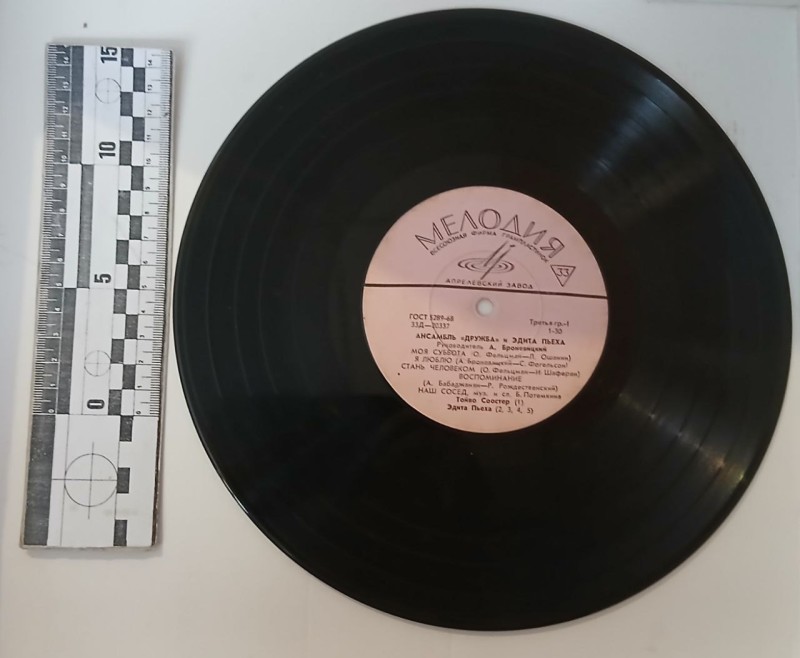 15
10
5
0
МЕЛОДИЯ
ВСЕСОЮЗНАЯ ФИРМА ГРАМПЛАСТИНОК
33
АПРЕЛЕВСКИЙ ЗАВОД
ГОСТ 5289-68 Третья гр.-1
33Д—20337 1-30
АНСАМБЛЬ «ДРУЖБА» и ЭДИТА ПЬЕХА
Руководитель А. Броневицкий
МОЯ СУББОТА (О. Фельцман—Л. Ошанин)
Я ЛЮБЛЮ (А. Броневицкий—С. Фогельсон)
СТАНЬ ЧЕЛОВЕКОМ (О. Фельцман—И. Шаферан)
ВОСПОМИНАНИЕ
(А. Бабаджанян—Р. Рождественский)
НАШ СОСЕД, муз. и сл. Б. Потемкина
Тойво Соостер (1)
Эдита Пьеха (2, 3, 4, 5)